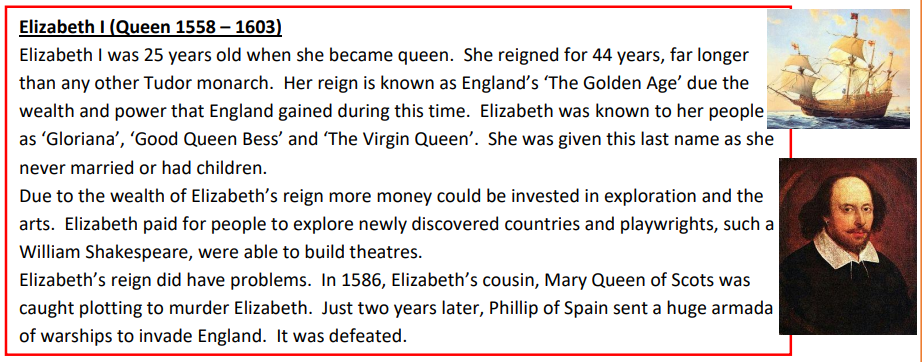 Elizabeth I (Queen 1558 – 1603)
Elizabeth I was 25 years old when she became queen.  She reigned for 44 years, far longer
than any other Tudor monarch.  Her reign is known as England’s ‘The Golden Age’ due the
wealth and power that England gained during this time.  Elizabeth was known to her people
as ‘Gloriana’, ‘Good Queen Bess’ and ‘The Virgin Queen’.  She was given this last name as she
never married or had children.
Due to the wealth of Elizabeth’s reign more money could be invested in exploration and the
arts.  Elizabeth paid for people to explore newly discovered countries and playwrights, such a
William Shakespeare, were able to build theatres.
Elizabeth’s reign did have problems.  In 1586, Elizabeth’s cousin, Mary Queen of Scots was
caught plotting to murder Elizabeth.  Just two years later, Phillip of Spain sent a huge armada
of warships to invade England.  It was defeated.